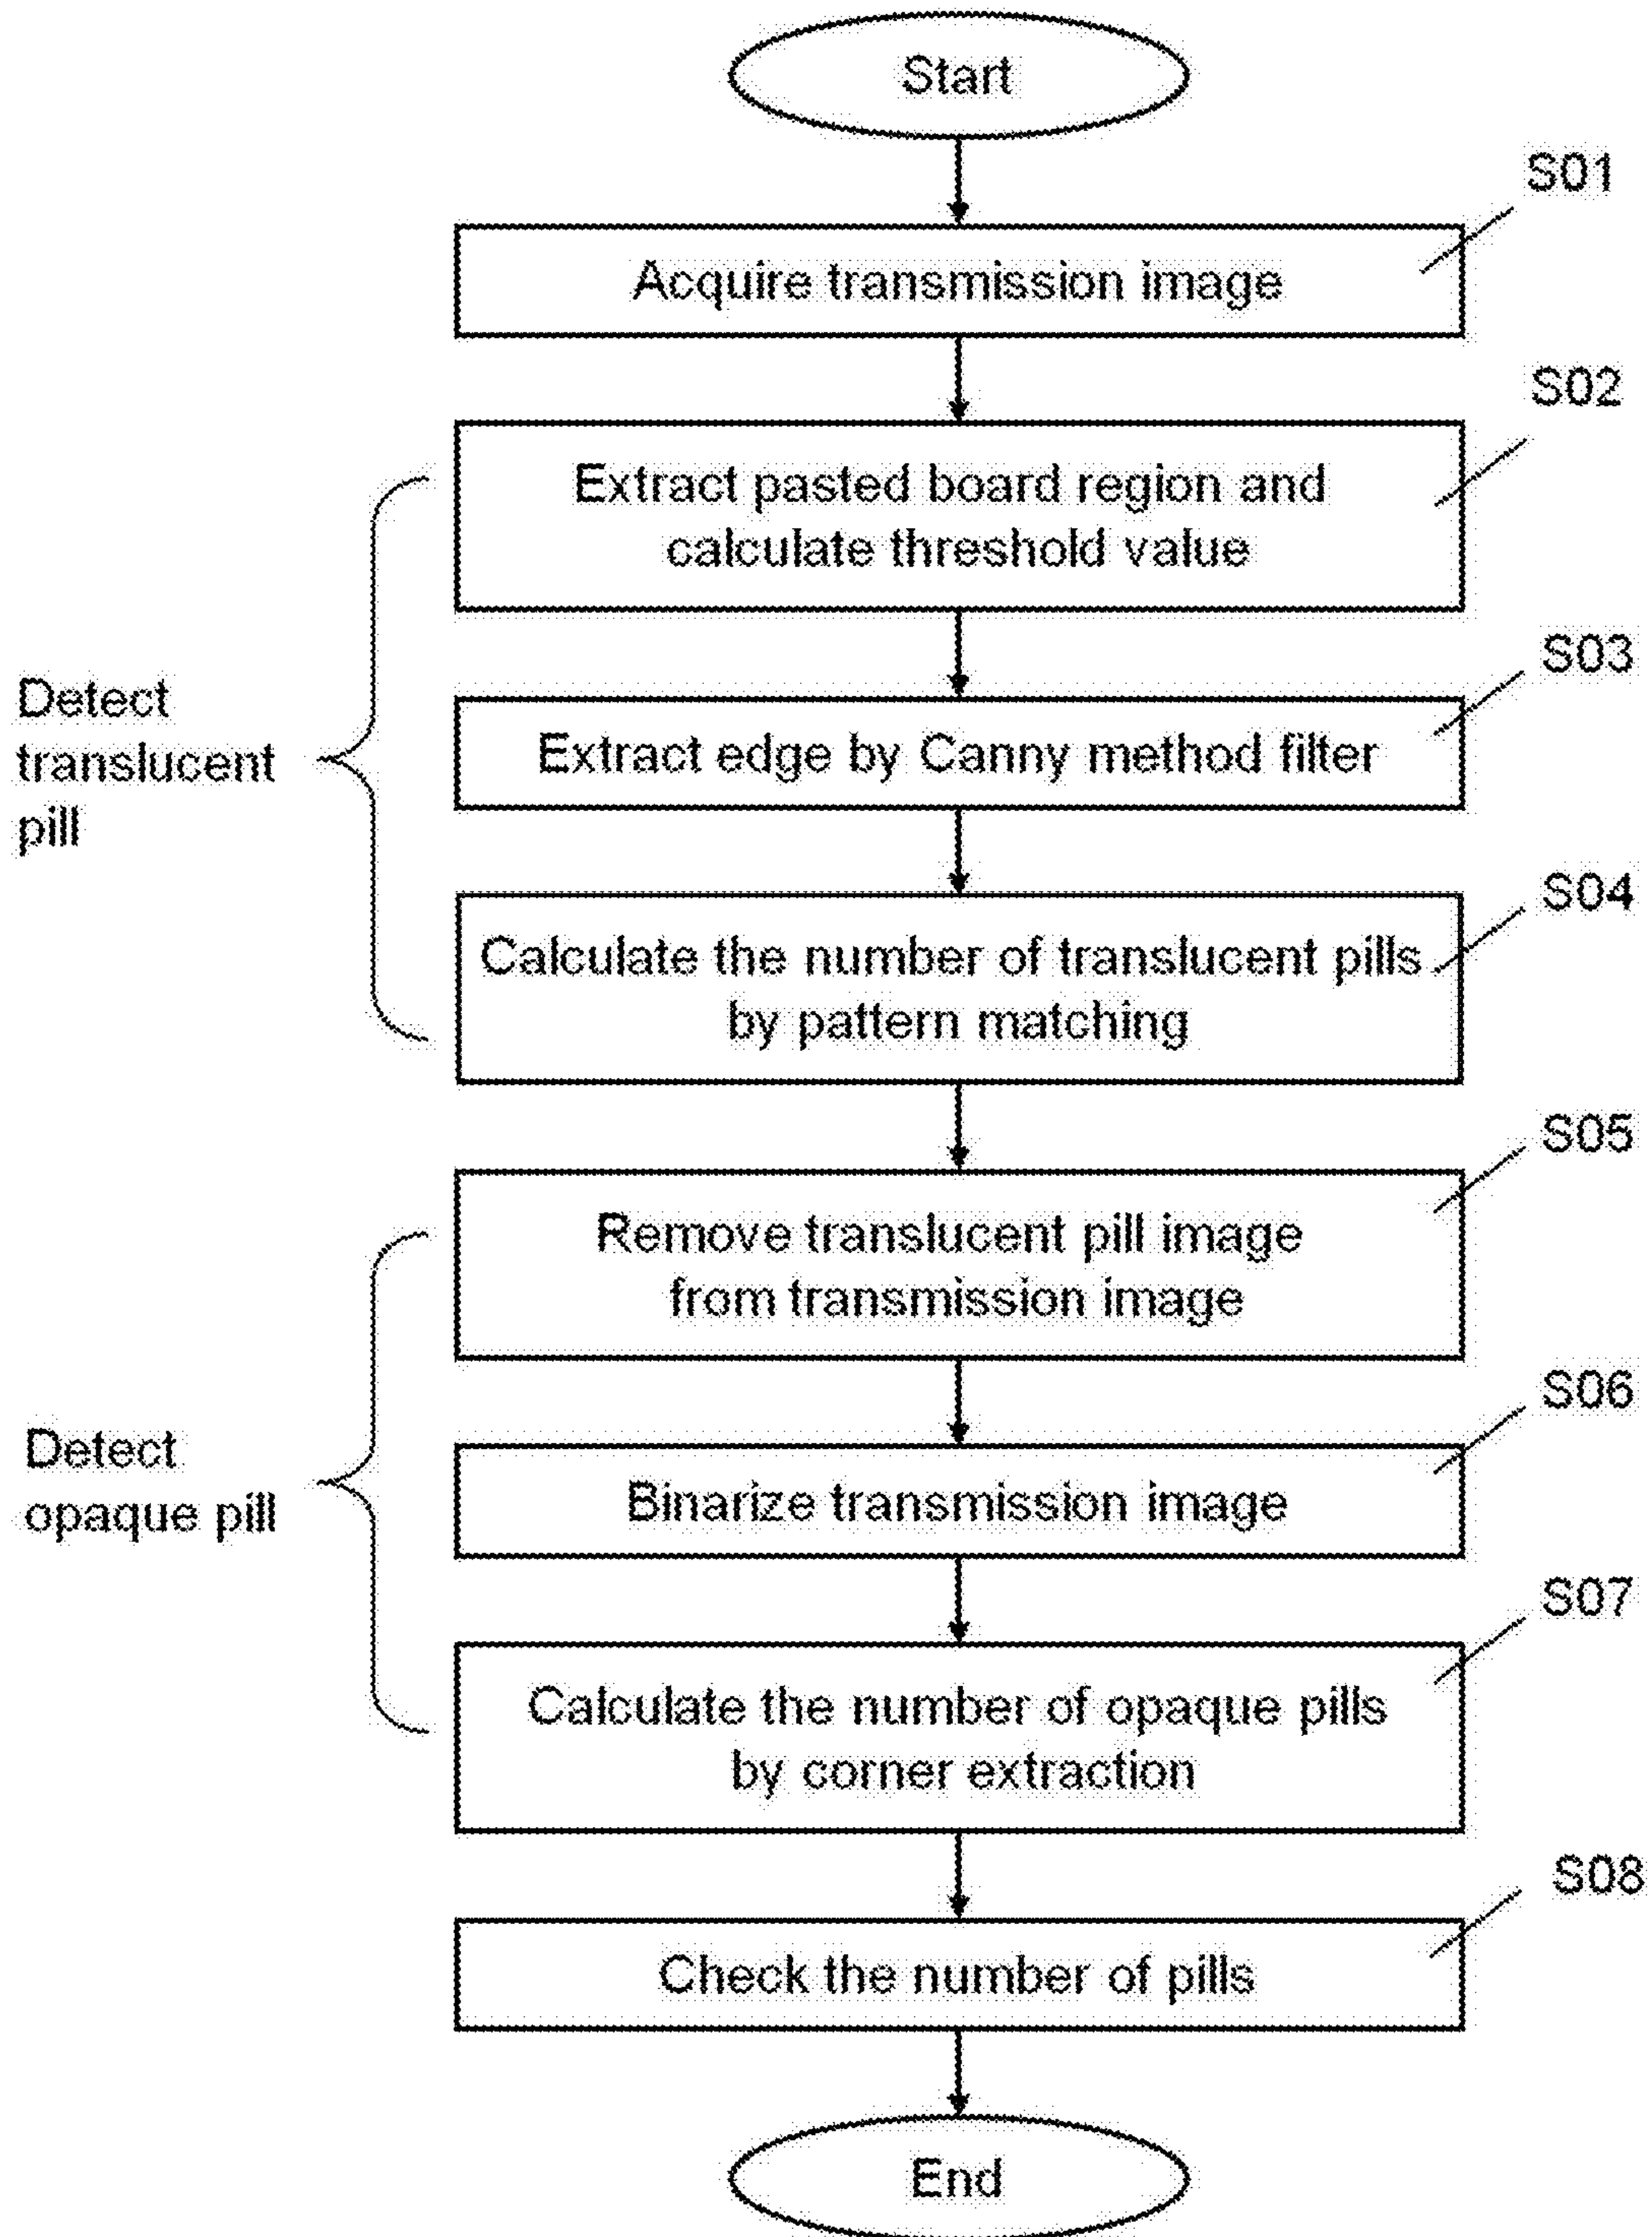 Start
S01
Acquire transmission image
S02
Extract pasted board region and
calculate threshold value
S03
Detect
translucent
pill
Extract edge by Canny method filter
S04
Calculate the number of translucent pills
by pattern matching
S05
Remove translucent pill image
from transmission image
S06
Detect
opaque pill
Binarize transmission image
S07
Calculate the number of opaque pills
by corner extraction
S08
Check the number of pills
End